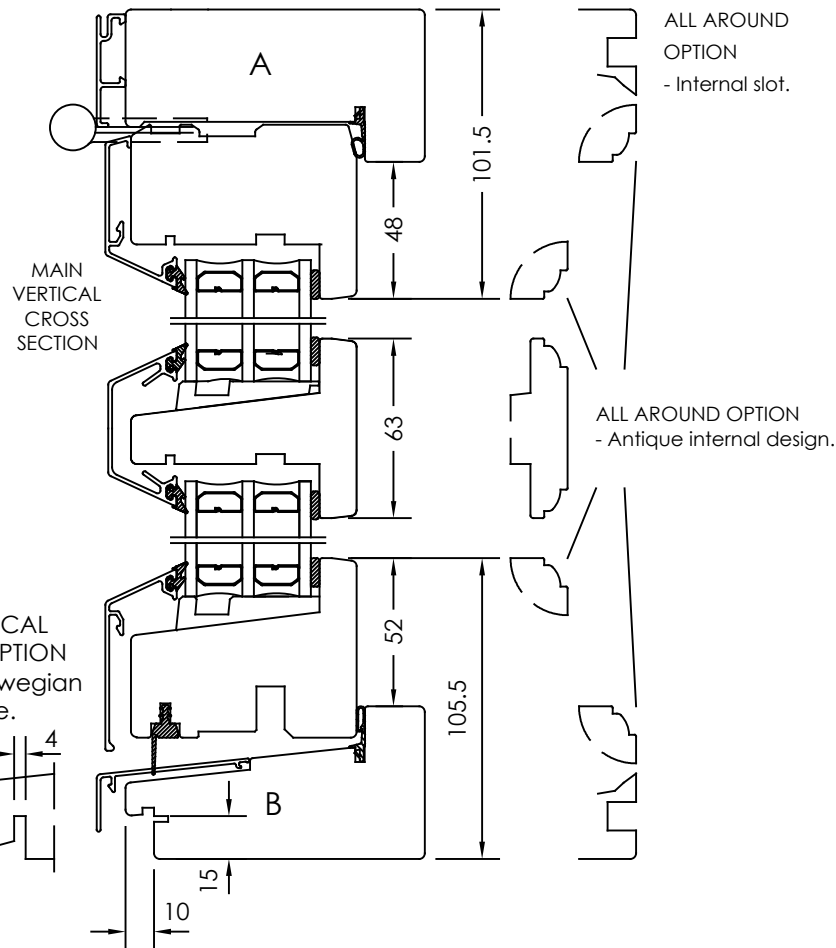 ALL AROUND
OPTION
- Internal slot.
A
101.5
48
MAIN
VERTICAL
CROSS
SECTION
63
ALL AROUND OPTION
- Antique internal design.
52
105.5
4
B
15
10